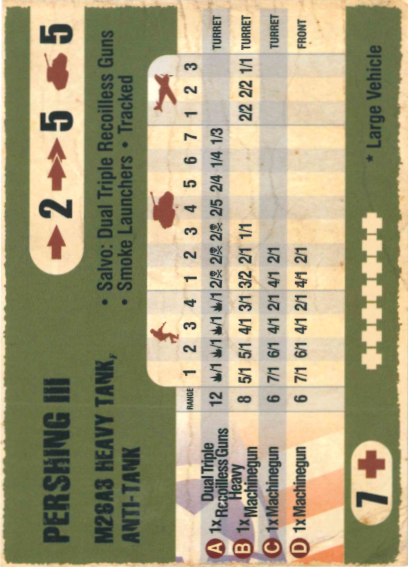 PERSHING III
M26A3 HEAVY TANK,
ANTI-TANK
2 5 5
• Salvo: Dual Triple Recoilless Guns
• Smoke Launchers • Tracked
RANGE 1 2 3 4 1 2 3 4 5 6 7 1 2 3
A 1x Dual Triple Recoilless Guns 12 /1 /1 /1 /1 2/ 2/ 2/ 2/5 2/4 1/4 1/3 TURRET
B 1x Heavy Machinegun 8 5/1 5/1 4/1 3/1 3/2 2/1 1/1 2/2 2/2 1/1 TURRET
C 1x Machinegun 6 7/1 6/1 4/1 2/1 4/1 2/1 TURRET
D 1x Machinegun 6 7/1 6/1 4/1 2/1 4/1 2/1 FRONT
7
* Large Vehicle